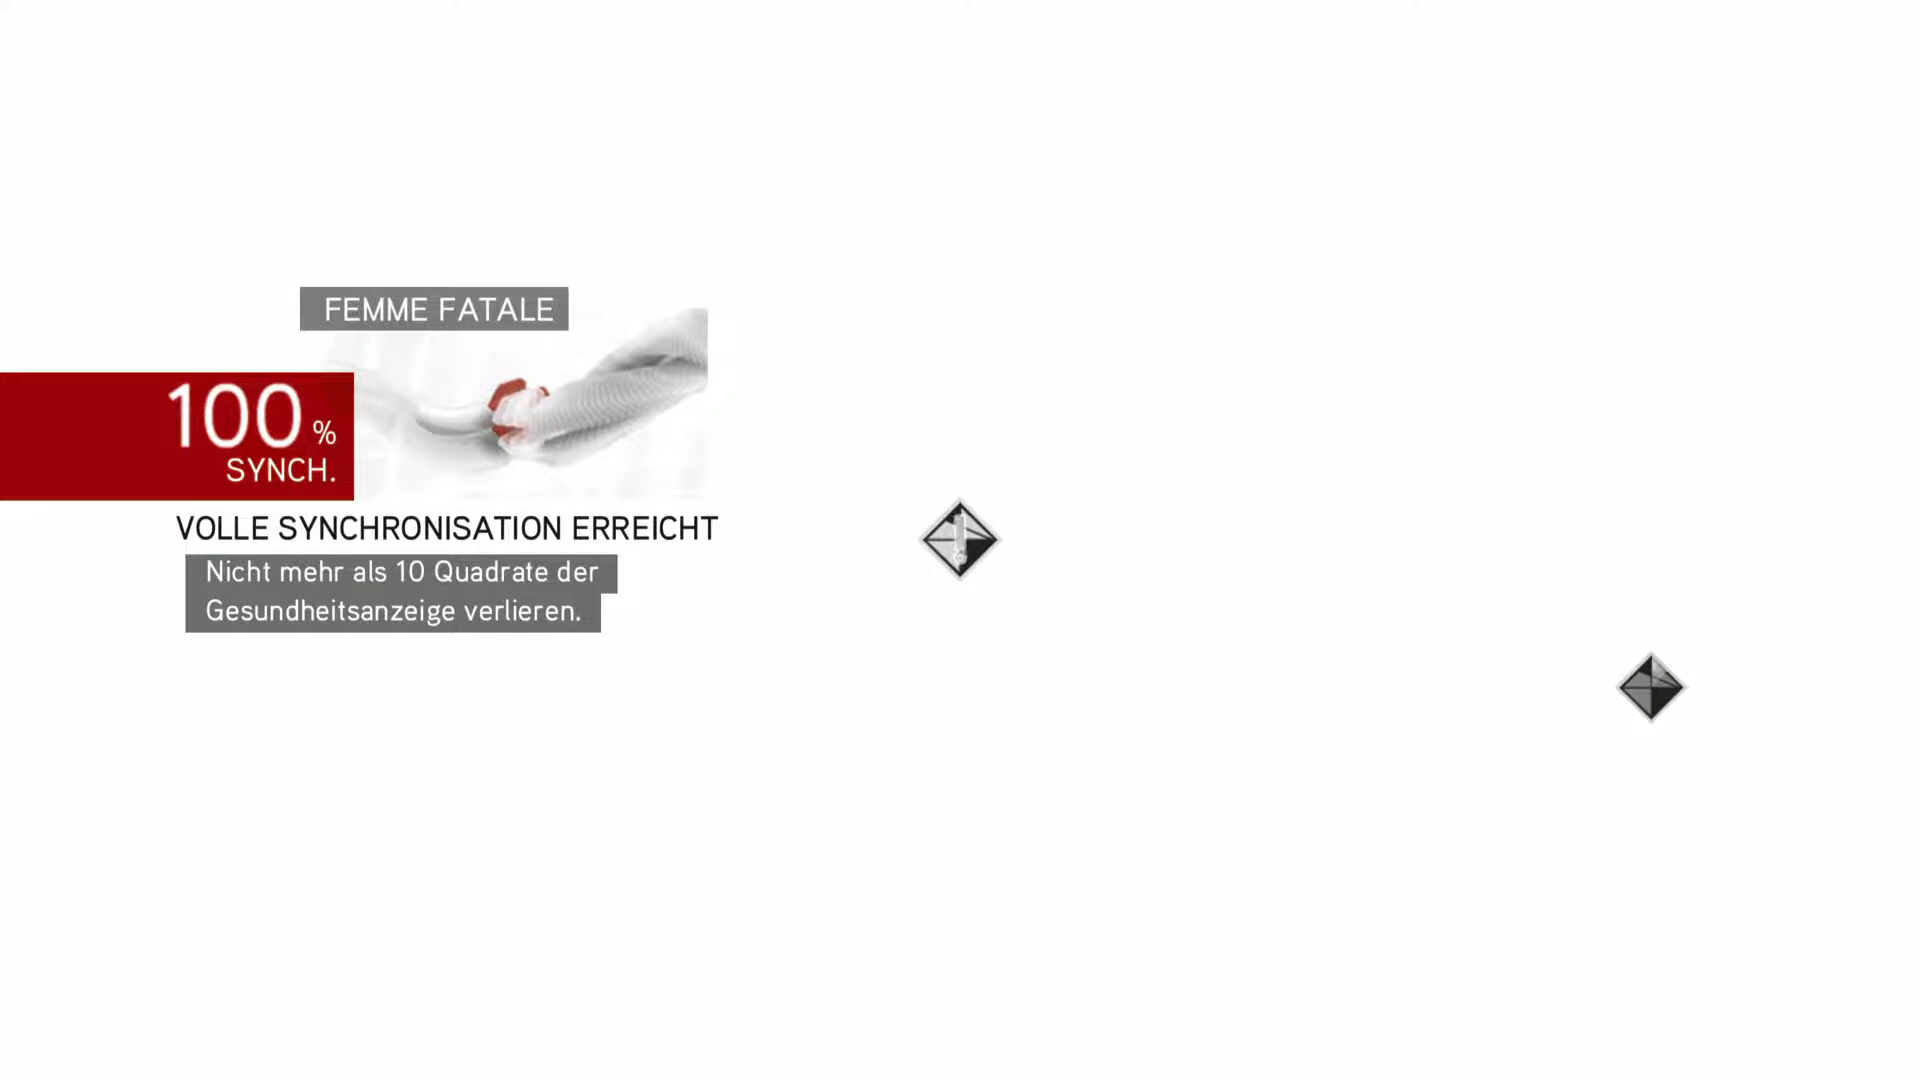 FEMME FATALE
100 %
SYNCH.
VOLLE SYNCHRONISATION ERREICHT
Nicht mehr als 10 Quadrate der
Gesundheitsanzeige verlieren.